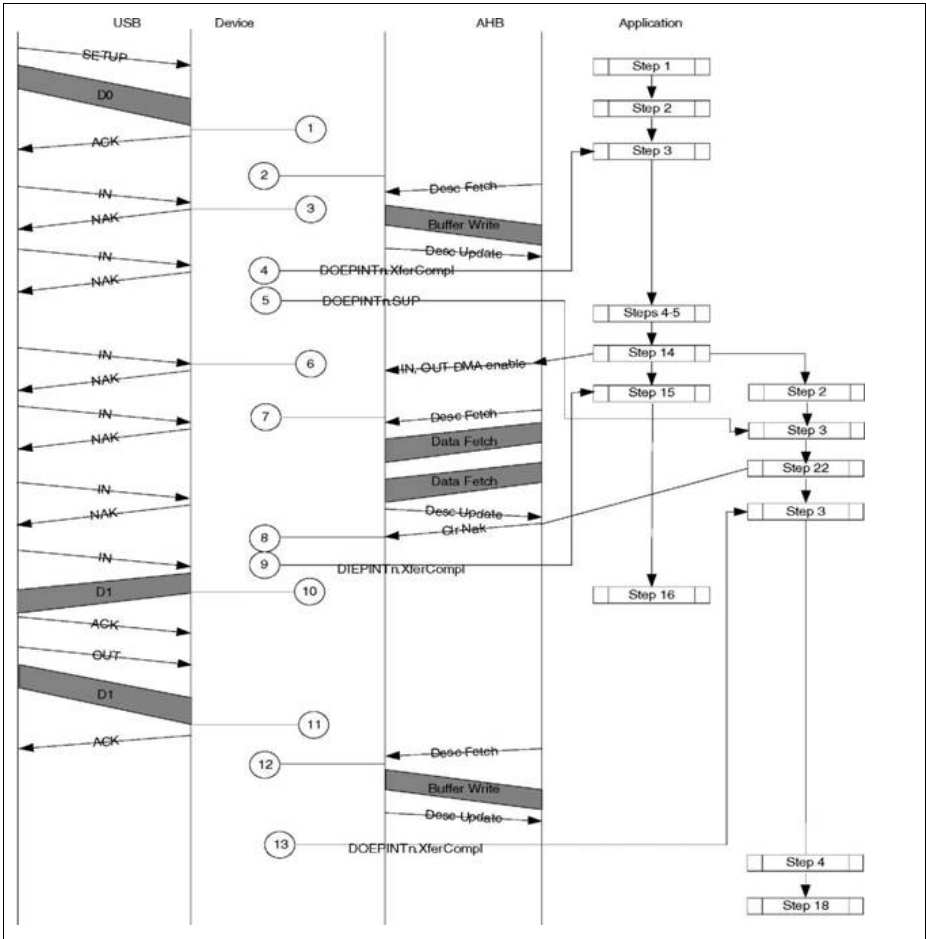 USB Device AHB Application
SETUP
Step 1
D0
Step 2
1
ACK
Step 3
2
IN
Desc Fetch
3
NAK
Buffer Write
IN
Desc Update
4
DOEPINTn.XferCompl
NAK
5
DOEPINTn.SUP
Steps 4-5
IN
Step 14
6
IN, OUT DMA enable
NAK
Step 15
Step 2
IN
7
Desc Fetch
Step 3
NAK
Data Fetch
Step 22
Data Fetch
IN
NAK
Desc Update
Step 3
Clr Nak
8
IN
9
DIEPINTn.XferCompl
D1
10
Step 16
ACK
OUT
D1
11
ACK
Desc Fetch
12
Buffer Write
Desc Update
13
DOEPINTn.XferCompl
Step 4
Step 18